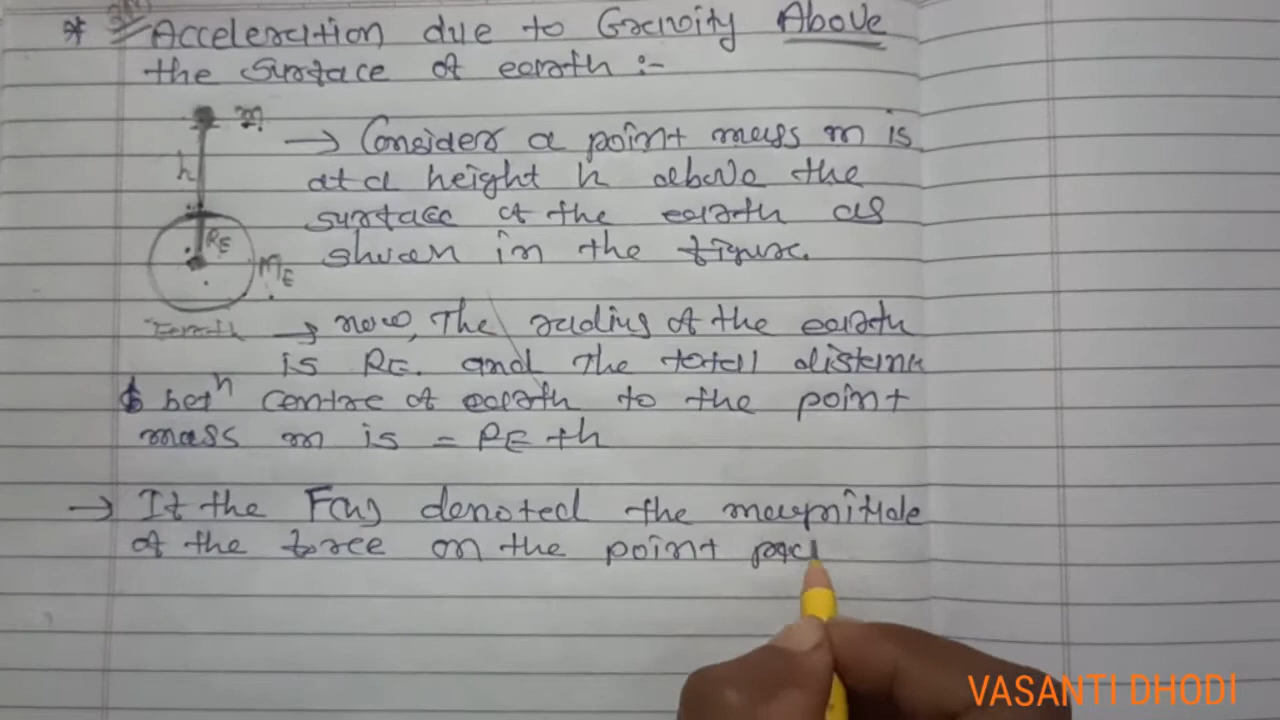 * Acceleration due to Gravity Above
the surface of earth :-
m
h
RE
ME
Earth
→ Consider a point mass m is
at a height h above the
surface of the earth as
shown in the figure.
→ now, The radius of the earth
is RE. and The total distance
betn centre of earth to the point
mass m is = RE + h
→ If the F(h) denoted the magnitude
of the force on the point
VASANTI DHODI